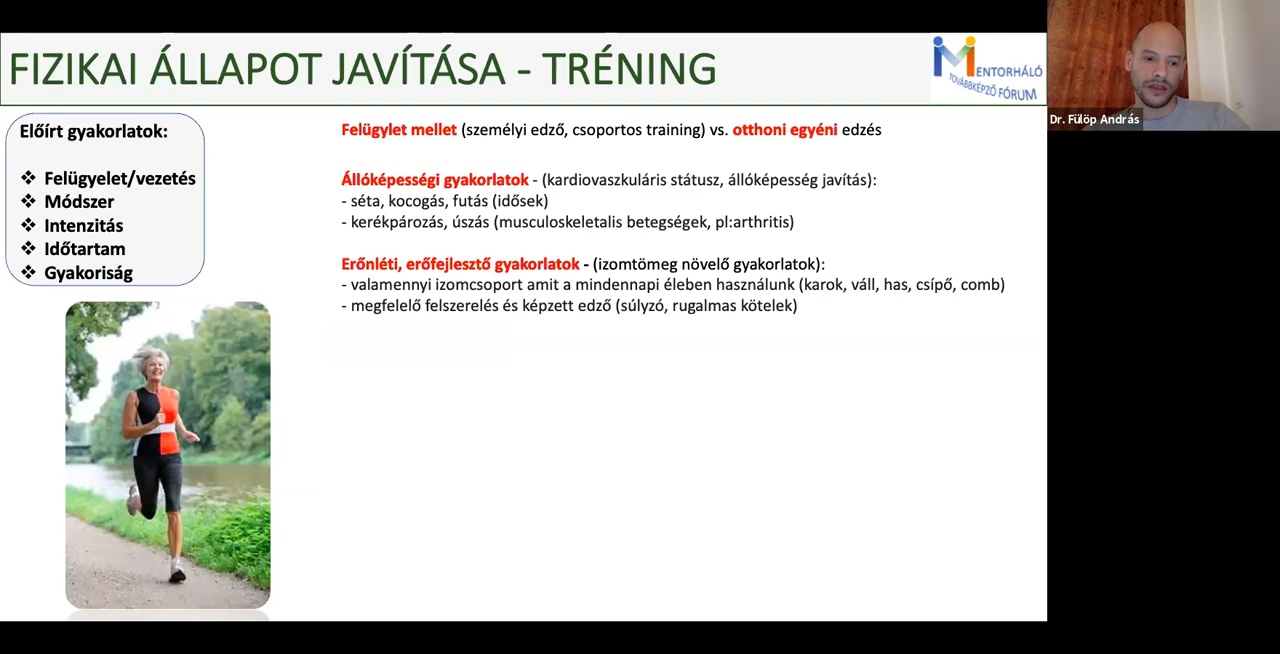 FIZIKAI ÁLLAPOT JAVÍTÁSA - TRÉNING
MENTORHÁLÓ
TOVÁBBKÉPZŐ FÓRUM
Dr. Fülöp András
Előírt gyakorlatok:
❖ Felügyelet/vezetés
❖ Módszer
❖ Intenzitás
❖ Időtartam
❖ Gyakoriság
Felügylet mellet (személyi edző, csoportos training) vs. otthoni egyéni edzés
Állóképességi gyakorlatok - (kardiovaszkuláris státusz, állóképesség javítás):
- séta, kocogás, futás (idősek)
- kerékpározás, úszás (musculoskeletalis betegségek, pl:arthritis)
Erőnléti, erőfejlesztő gyakorlatok - (izomtömeg növelő gyakorlatok):
- valamennyi izomcsoport amit a mindennapi éleben használunk (karok, váll, has, csípő, comb)
- megfelelő felszerelés és képzett edző (súlyzó, rugalmas kötelek)